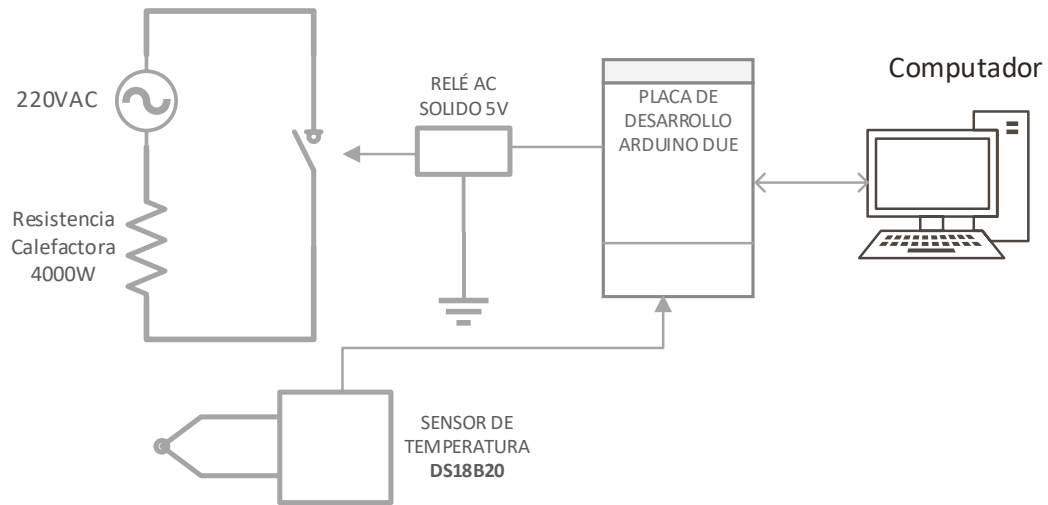 220VAC
Resistencia
Calefactora
4000W
RELÉ AC
SOLIDO 5V
PLACA DE
DESARROLLO
ARDUINO DUE
Computador
SENSOR DE
TEMPERATURA
DS18B20